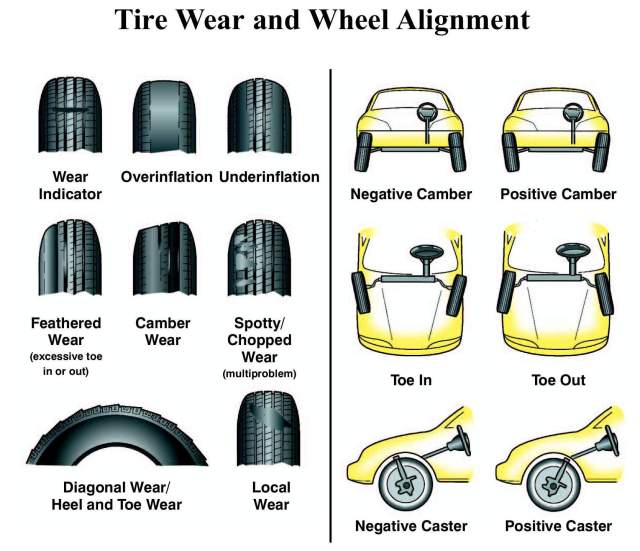 Tire Wear and Wheel Alignment
Wear
Indicator
Overinflation
Underinflation
Feathered
Wear
(excessive toe
in or out)
Camber
Wear
Spotty/
Chopped
Wear
(multiproblem)
Diagonal Wear/
Heel and Toe Wear
Local
Wear
Negative Camber
Positive Camber
Toe In
Toe Out
Negative Caster
Positive Caster